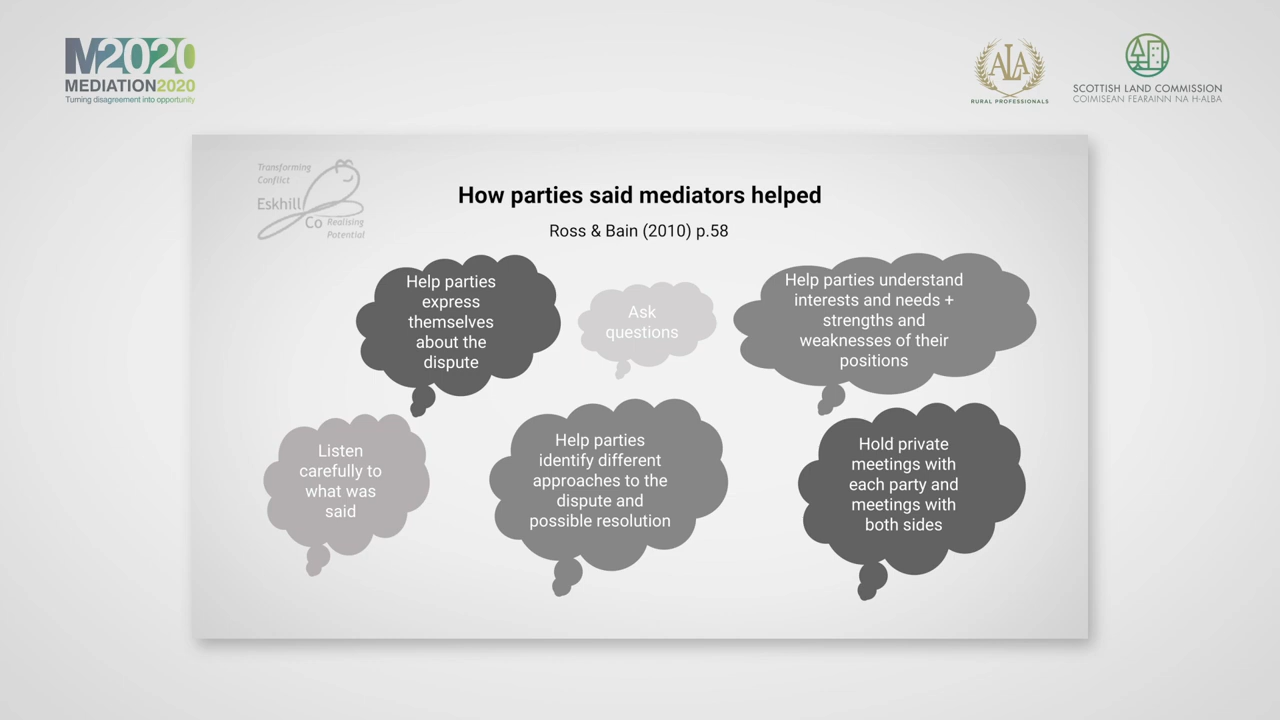 M2020
MEDIATION2020
Turning disagreement into opportunity
ALA
RURAL PROFESSIONALS
SCOTTISH LAND COMMISSION
COIMISEAN FEARAINN NA H-ALBA
Transforming
Conflict
Eskhill
Co
Realising
Potential
How parties said mediators helped
Ross & Bain (2010) p.58
Help parties
express
themselves
about the
dispute
Ask
questions
Help parties understand
interests and needs +
strengths and
weaknesses of their
positions
Listen
carefully to
what was
said
Help parties
identify different
approaches to the
dispute and
possible resolution
Hold private
meetings with
each party and
meetings with
both sides